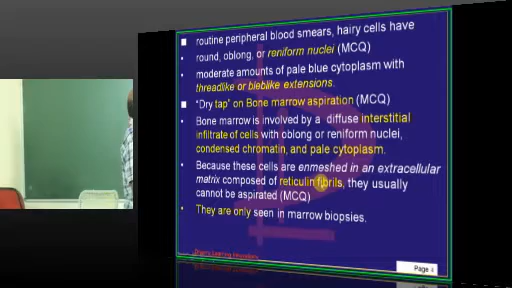 routine peripheral blood smears, hairy cells have
round, oblong, or reniform nuclei (MCQ)
moderate amounts of pale blue cytoplasm with
threadlike or bleblike extensions.
“Dry tap” on Bone marrow aspiration (MCQ)
Bone marrow is involved by a diffuse interstitial
infiltrate of cells with oblong or reniform nuclei,
condensed chromatin, and pale cytoplasm.
Because these cells are enmeshed in an extracellular
matrix composed of reticulin fibrils, they usually
cannot be aspirated (MCQ)
They are only seen in marrow biopsies.
Page 4